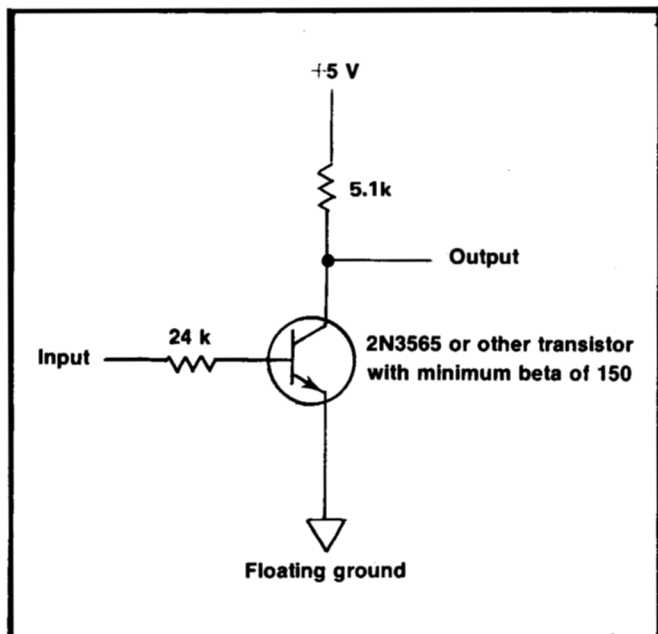 +5 V
5.1k
Output
24 k
Input
2N3565 or other transistor
with minimum beta of 150
Floating ground